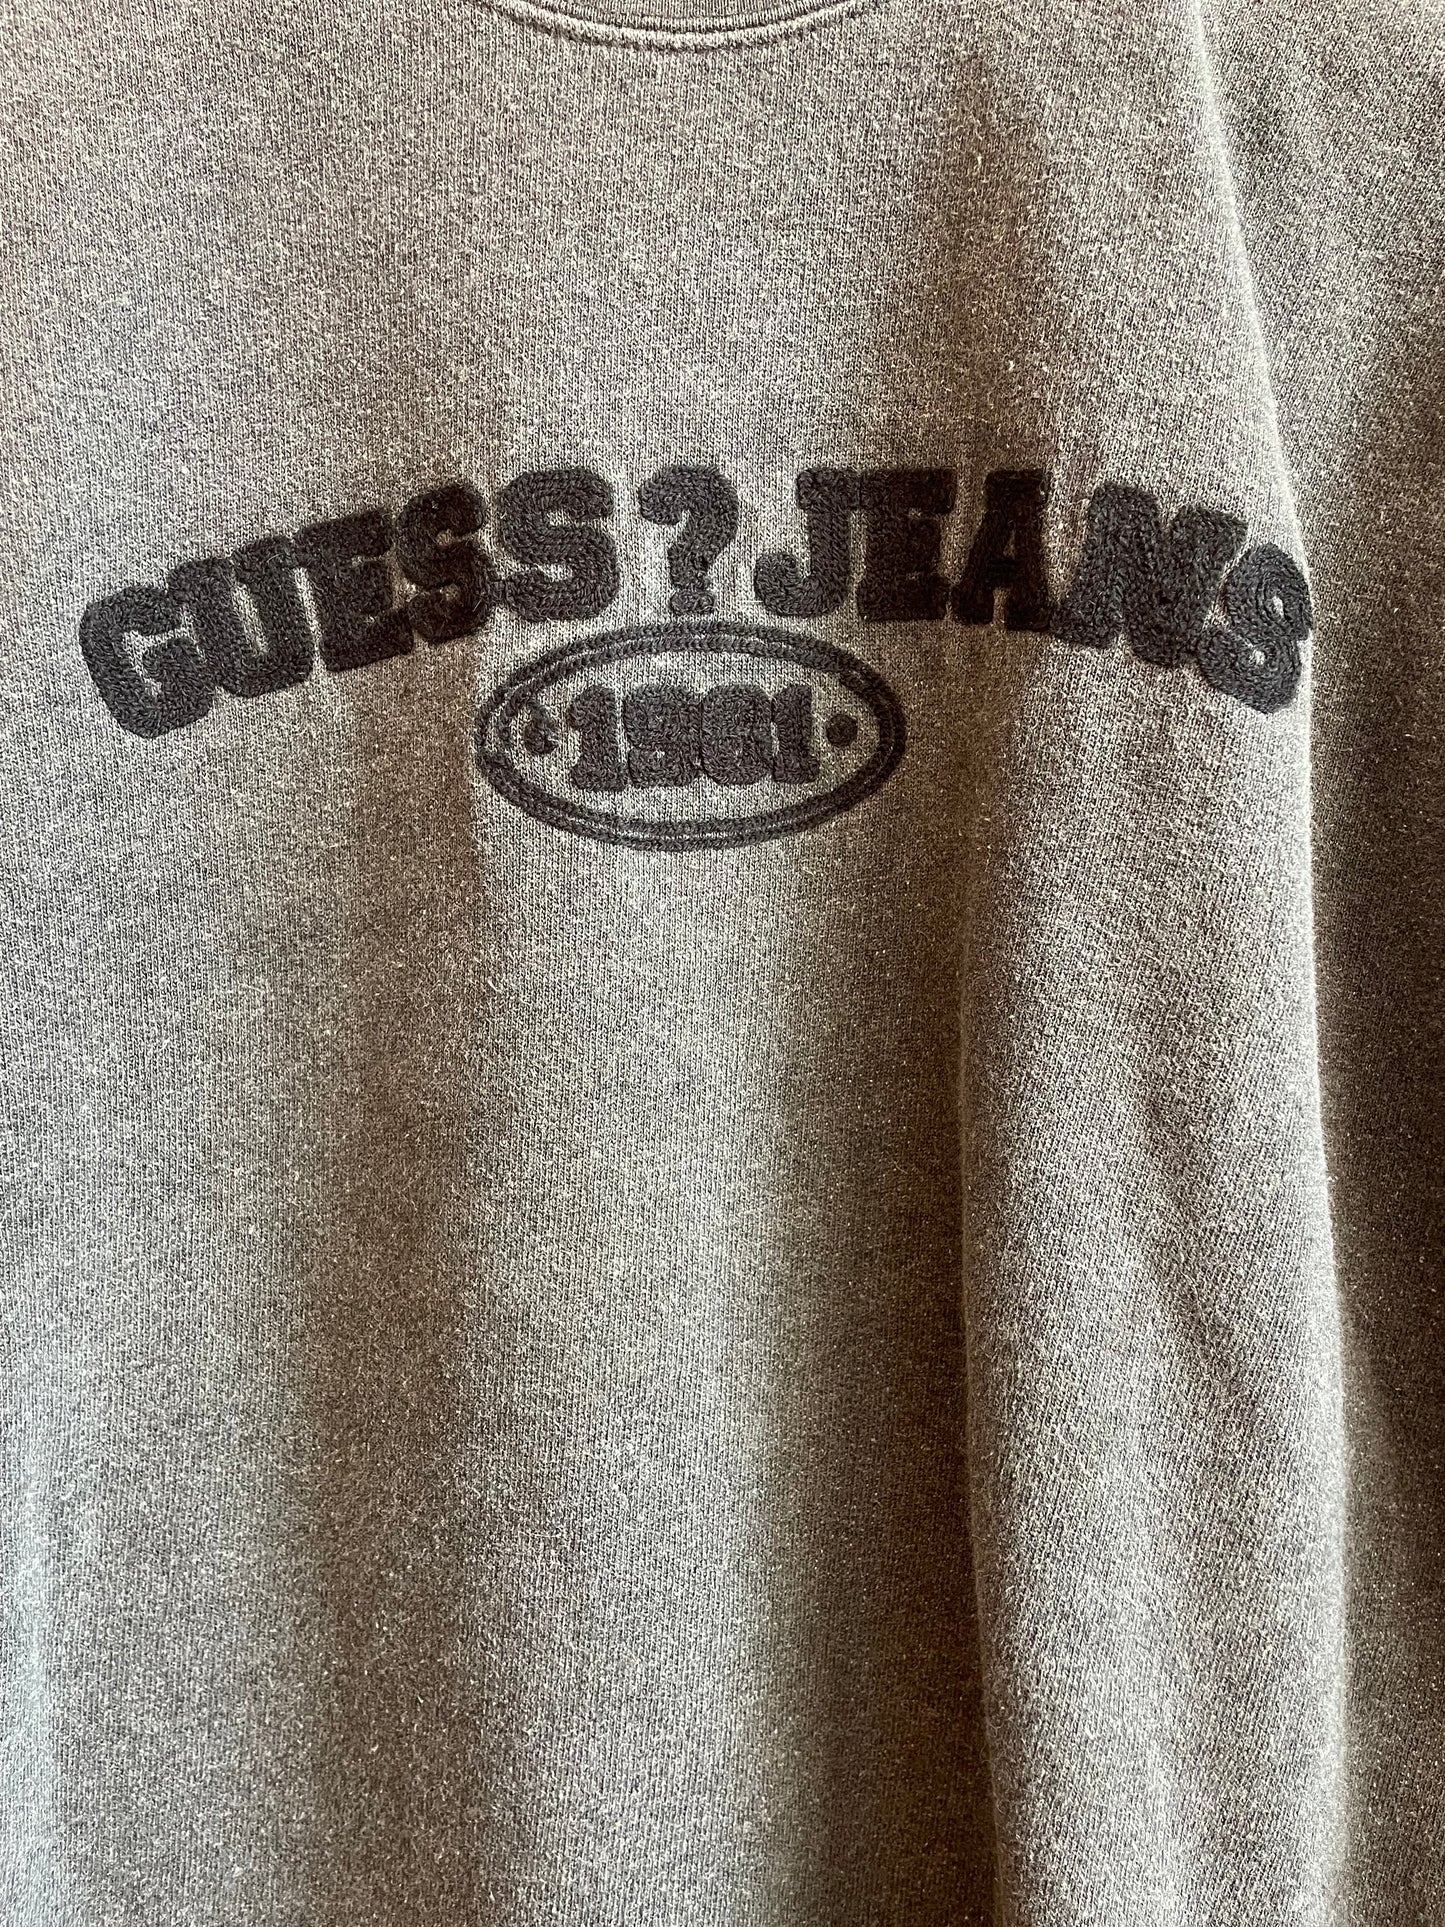 GUESS ? JEANS
• 1981 •